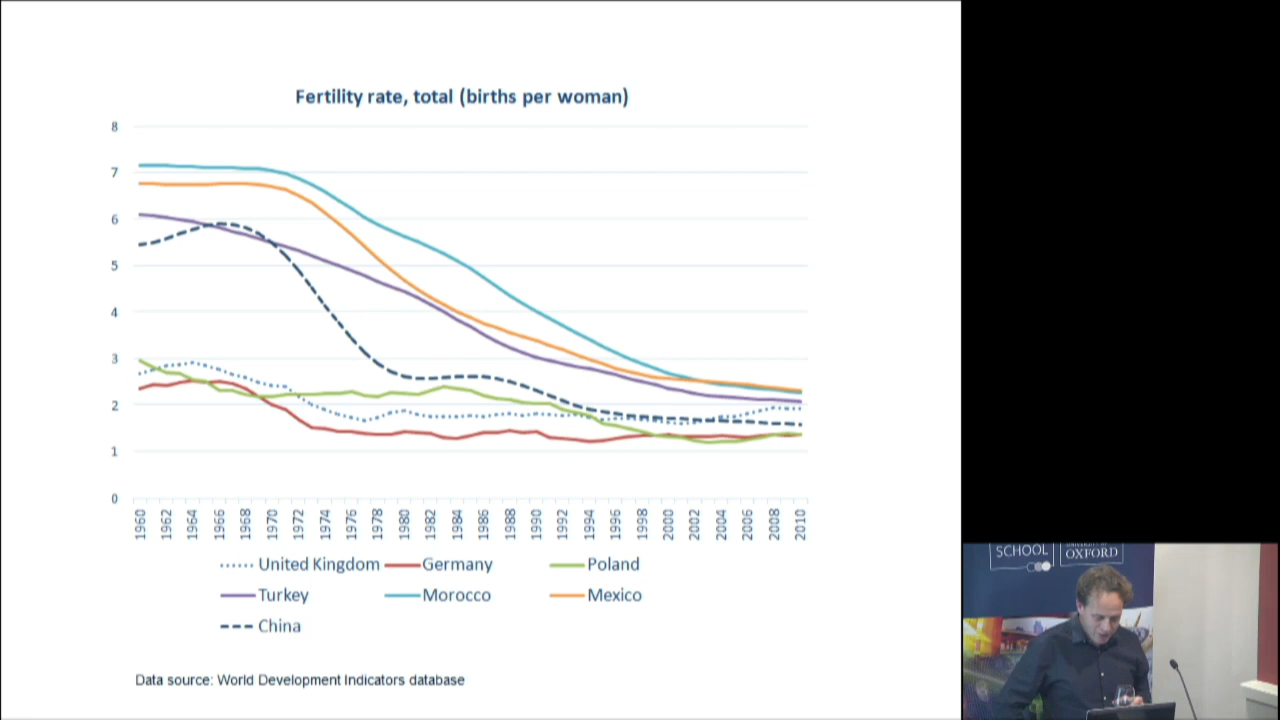 Fertility rate, total (births per woman)
8
7
6
5
4
3
2
1
0
1960 1962 1964 1966 1968 1970 1972 1974 1976 1978 1980 1982 1984 1986 1988 1990 1992 1994 1996 1998 2000 2002 2004 2006 2008 2010
United Kingdom Germany Poland
Turkey Morocco Mexico
China
Data source: World Development Indicators database
SCHOOL
OXFORD